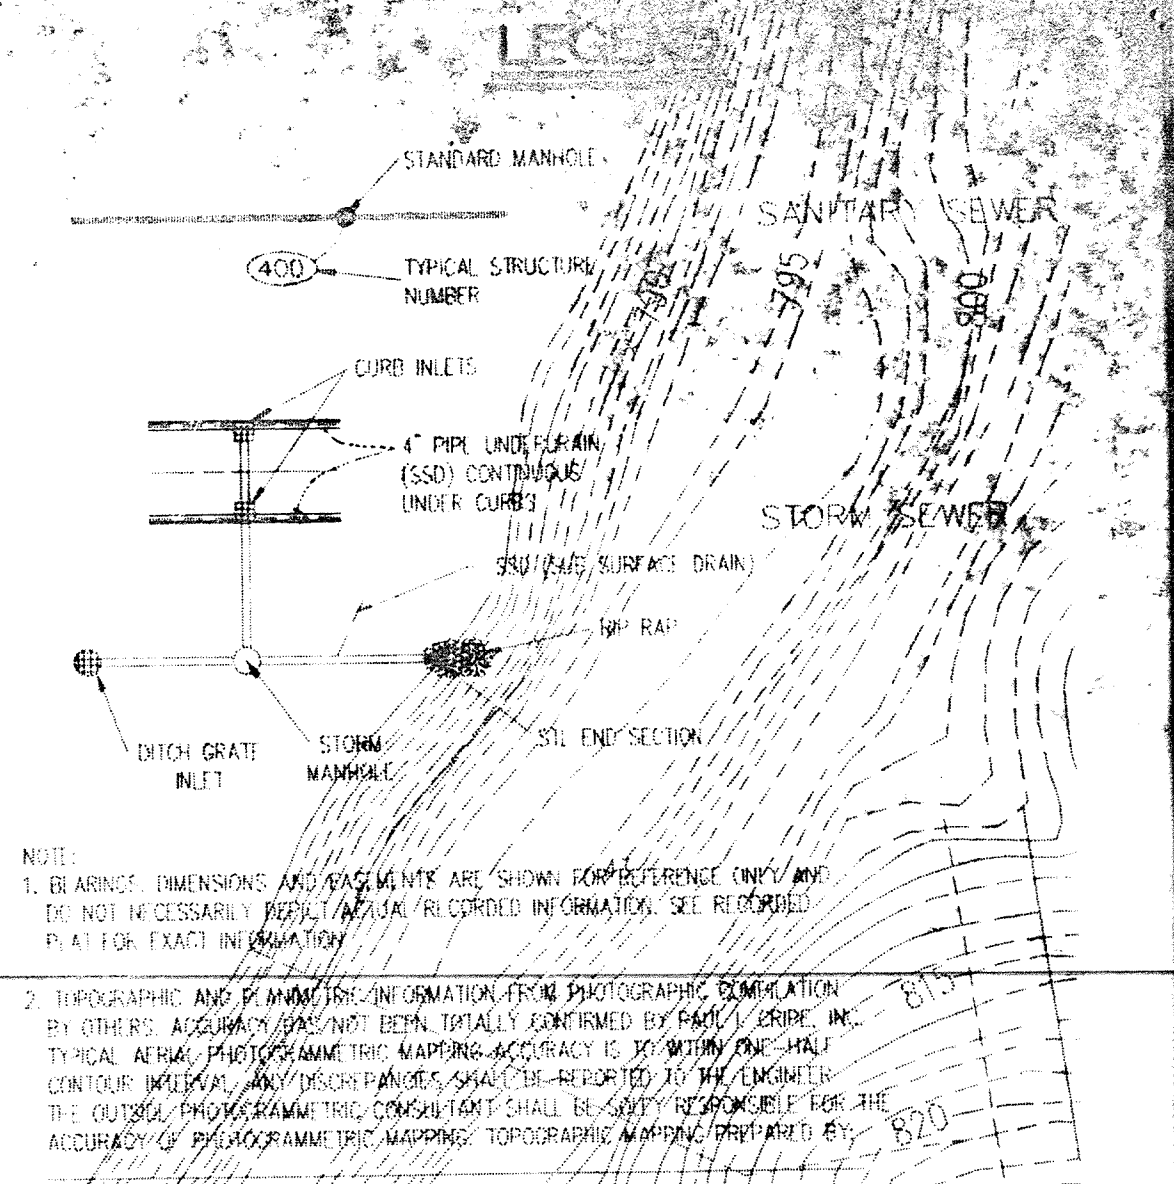 LEGEND
STANDARD MANHOLE
SANITARY SEWER
400
TYPICAL STRUCTURE
NUMBER
795
800
CURB INLETS
4" PIPE UNDERDRAIN
(SSD) CONTINUOUS
UNDER CURBS
STORM SEWER
SSD (SUB SURFACE DRAIN)
RIP RAP
STL END SECTION
DITCH GRATE
INLET
STORM
MANHOLE
NOTE:
1. BEARINGS, DIMENSIONS AND EASEMENTS ARE SHOWN FOR REFERENCE ONLY AND
DO NOT NECESSARILY DEPICT ACTUAL RECORDED INFORMATION. SEE RECORDED
PLAT FOR EXACT INFORMATION
2. TOPOGRAPHIC AND PLANIMETRIC INFORMATION FROM PHOTOGRAPHIC COMPILATION
BY OTHERS. ACCURACY HAS NOT BEEN TOTALLY CONFIRMED BY PAUL I. CRIPE, INC.
TYPICAL AERIAL PHOTOGRAMMETRIC MAPPING ACCURACY IS TO WITHIN ONE-HALF
CONTOUR INTERVAL. ANY DISCREPANCIES SHALL BE REPORTED TO THE ENGINEER
THE OUTSIDE PHOTOGRAMMETRIC CONSULTANT SHALL BE SOLEY RESPONSIBLE FOR THE
ACCURACY OF PHOTOGRAMMETRIC MAPPING. TOPOGRAPHIC MAPPING PREPARED BY:
815
820